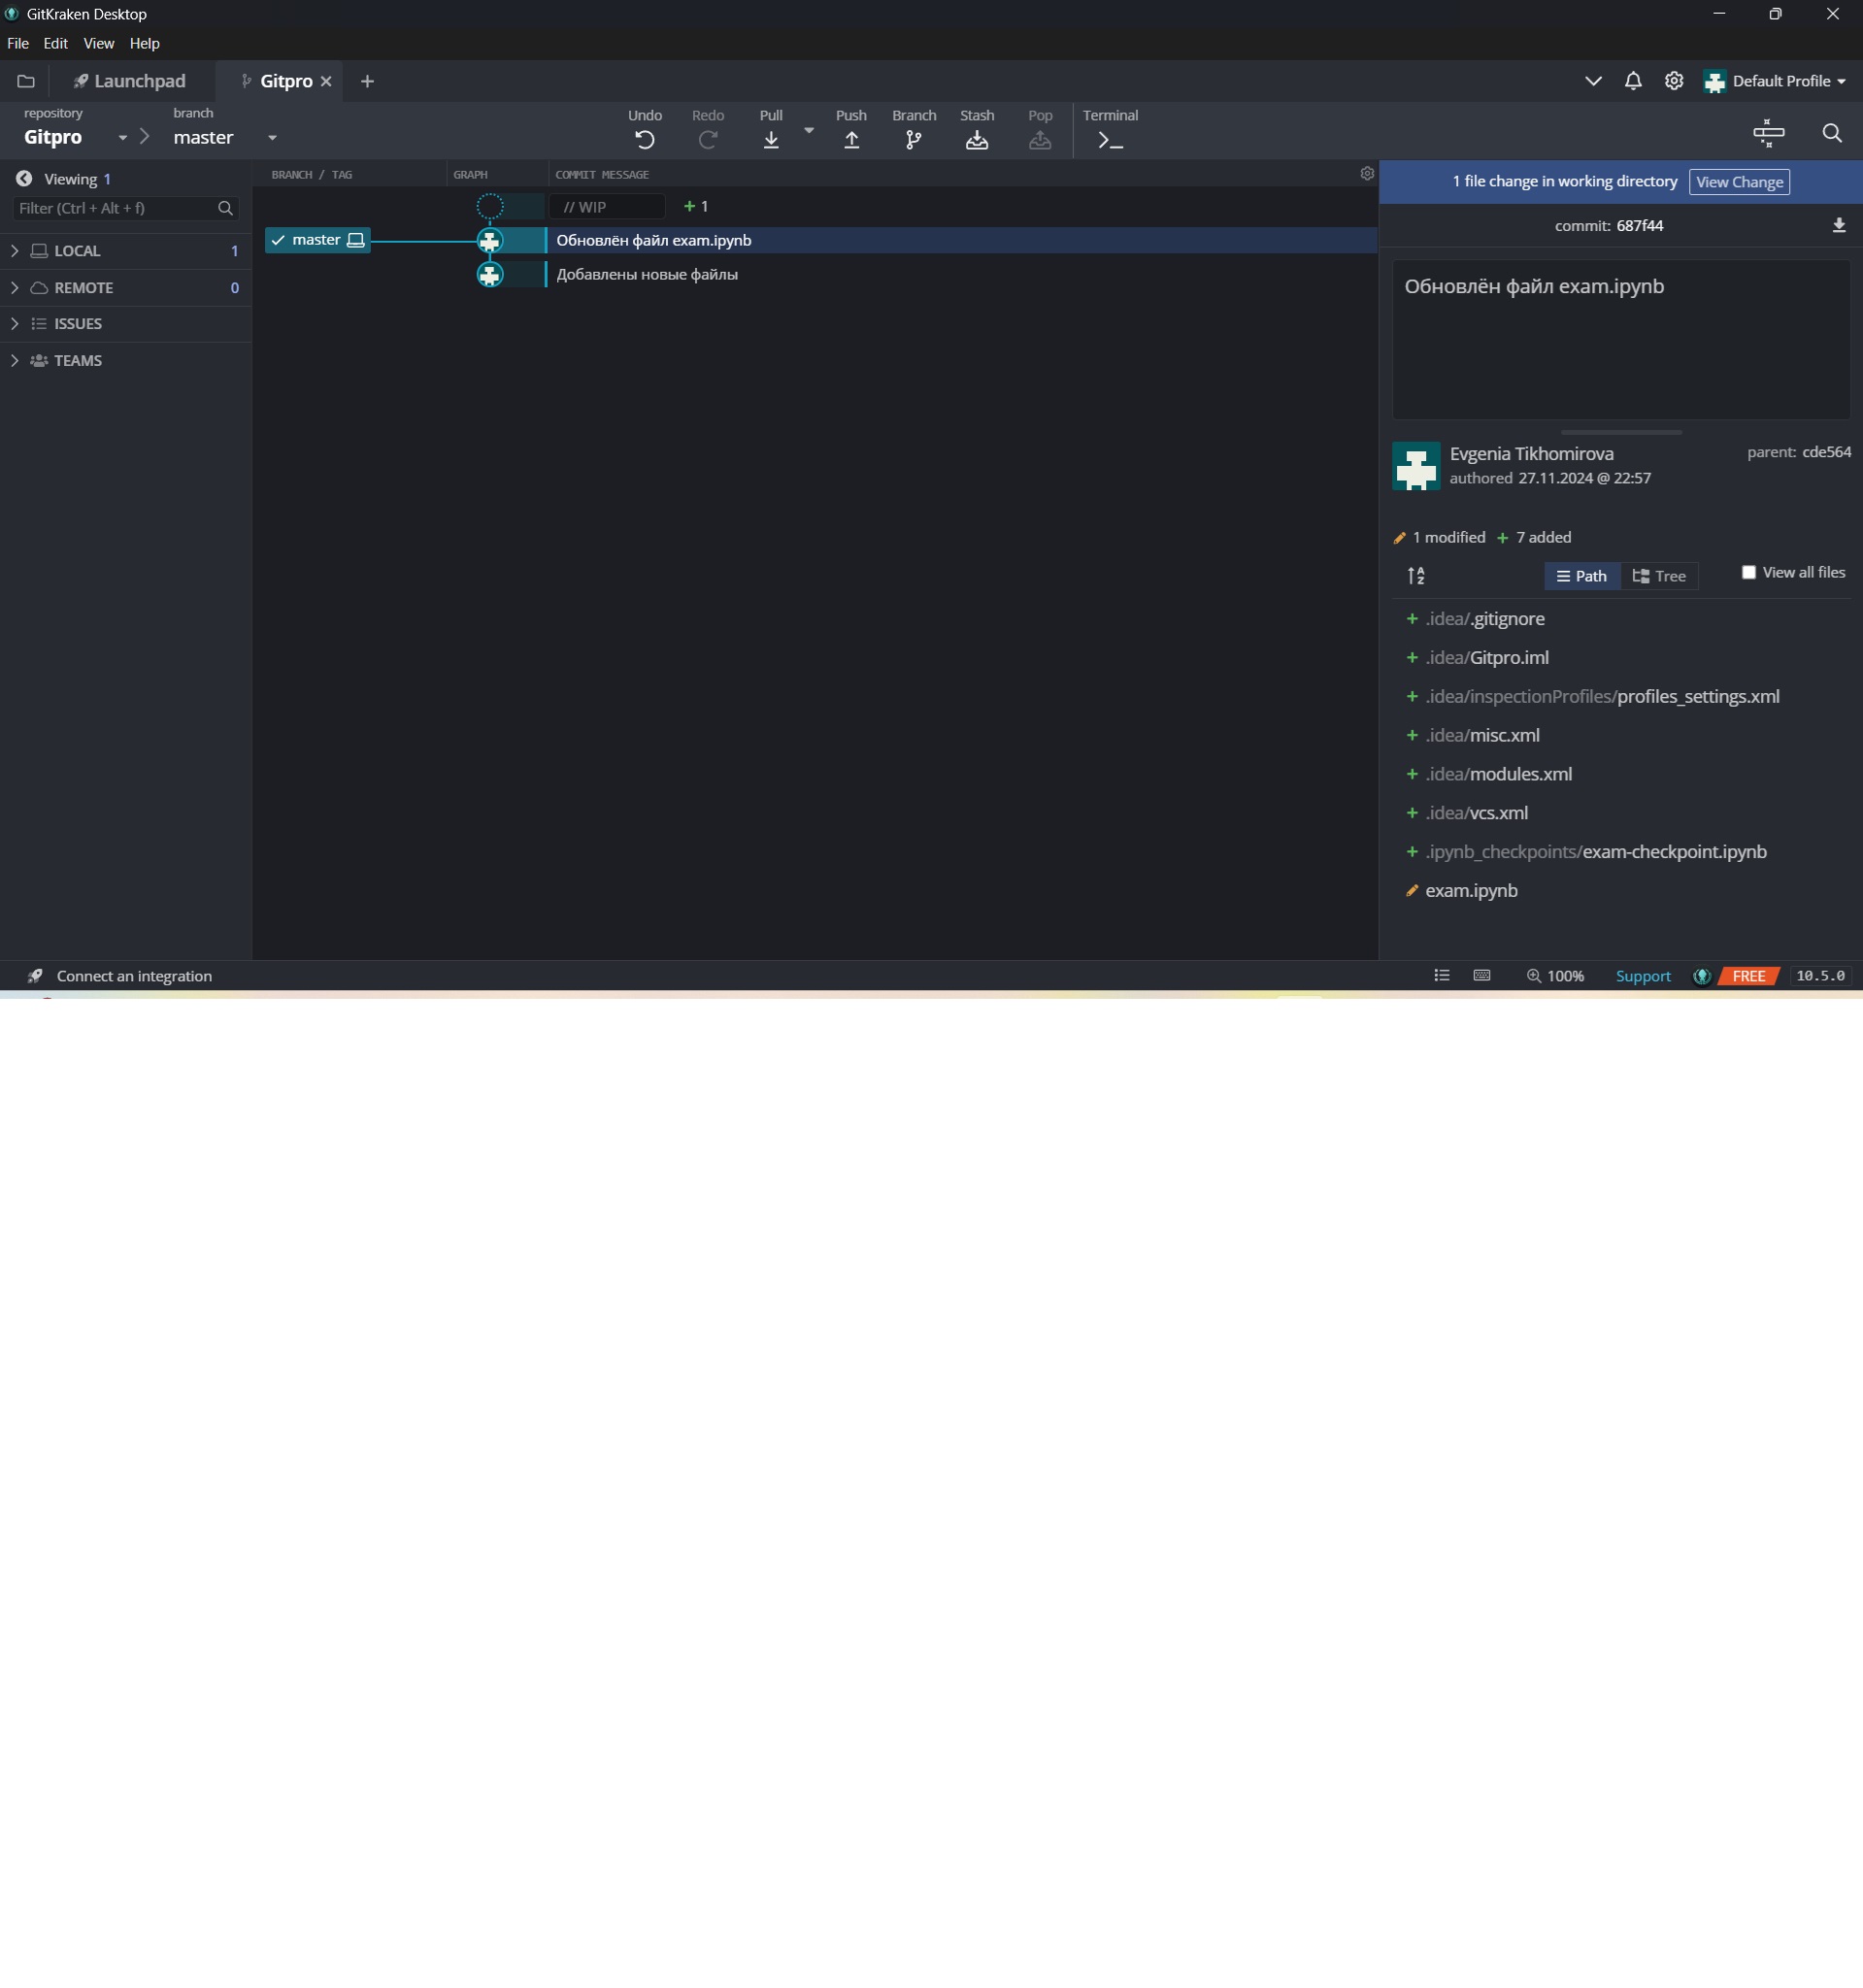 GitKraken Desktop
File Edit View Help
Launchpad Gitpro Default Profile
repository branch Undo Redo Pull Push Branch Stash Pop Terminal
Gitpro master
Viewing 1
Filter (Ctrl + Alt + f)
LOCAL 1
REMOTE 0
ISSUES
TEAMS
BRANCH / TAG GRAPH COMMIT MESSAGE
// WIP + 1
master Обновлён файл exam.ipynb
Добавлены новые файлы
1 file change in working directory View Change
commit: 687f44
Обновлён файл exam.ipynb
Evgenia Tikhomirova parent: cde564
authored 27.11.2024 @ 22:57
1 modified + 7 added
Path Tree View all files
+ .idea/.gitignore
+ .idea/Gitpro.iml
+ .idea/inspectionProfiles/profiles_settings.xml
+ .idea/misc.xml
+ .idea/modules.xml
+ .idea/vcs.xml
+ .ipynb_checkpoints/exam-checkpoint.ipynb
exam.ipynb
Connect an integration 100% Support FREE 10.5.0